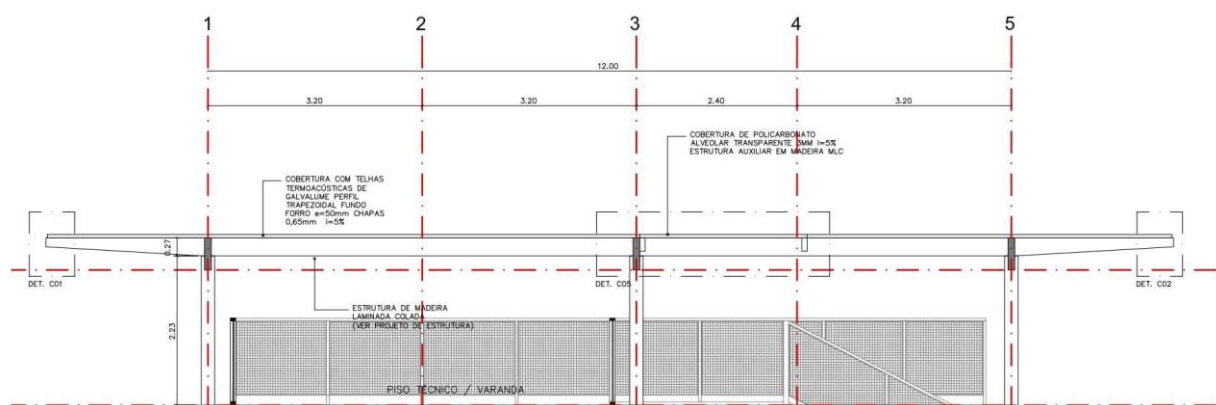 1 2 3 4 5
12.00
3.20 3.20 2.40 3.20
COBERTURA DE POLICARBONATO
ALVEOLAR TRANSPARENTE 3MM i=5%
ESTRUTURA AUXILIAR EM MADEIRA MLC
COBERTURA COM TELHAS
TERMOACÚSTICAS DE
GALVALUME PERFIL
TRAPEZOIDAL FUNDO
FORRO e=50mm CHAPAS
0,65mm i=5%
0.27
DET. C01 DET. C05 DET. C02
ESTRUTURA DE MADEIRA
LAMINADA COLADA
(VER PROJETO DE ESTRUTURA)
2.23
PISO TÉCNICO / VARANDA